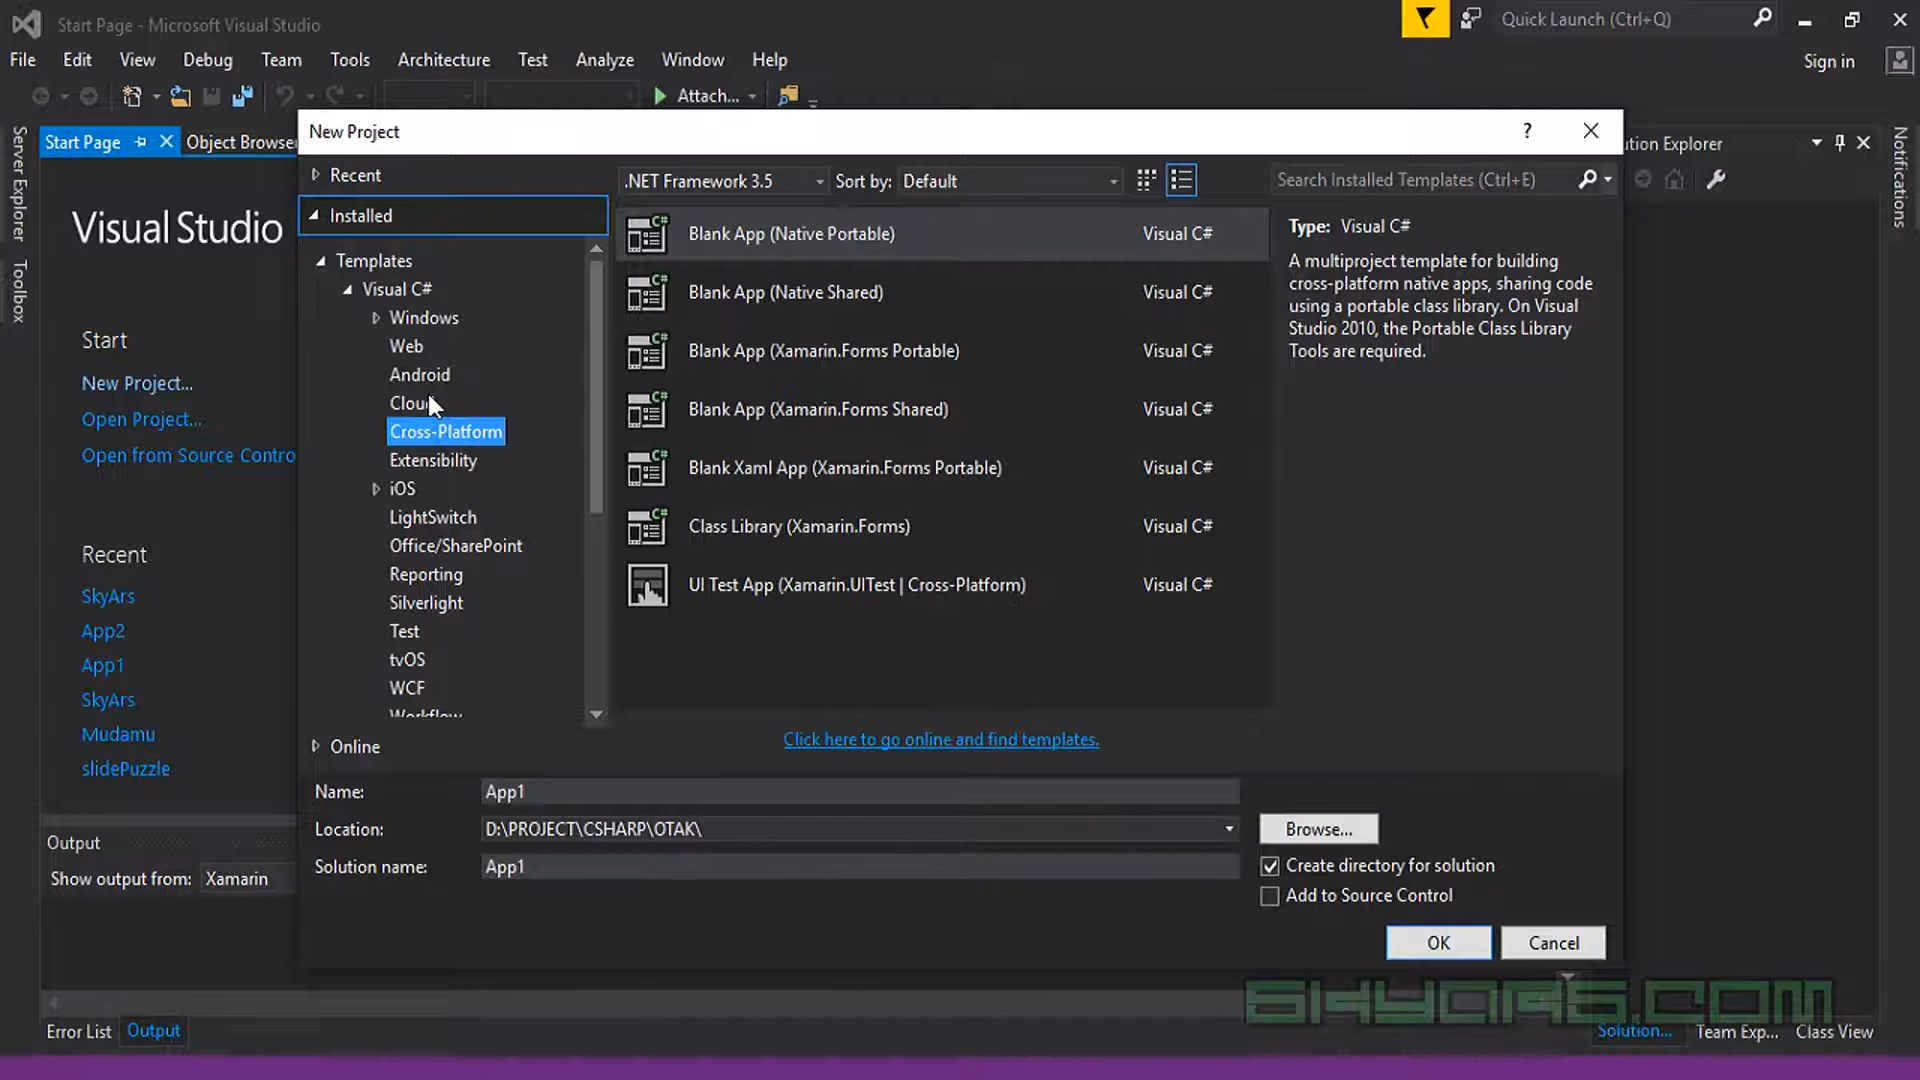 Start Page - Microsoft Visual Studio
Quick Launch (Ctrl+Q)
File Edit View Debug Team Tools Architecture Test Analyze Window Help
Sign in
Attach...
Server Explorer
Toolbox
Start Page
Object Browser
Visual Studio
Start
New Project...
Open Project...
Open from Source Contro
Recent
SkyArs
App2
App1
SkyArs
Mudamu
slidePuzzle
Output
Show output from: Xamarin
Error List Output
New Project
?
Recent
Installed
Templates
Visual C#
Windows
Web
Android
Cloud
Cross-Platform
Extensibility
iOS
LightSwitch
Office/SharePoint
Reporting
Silverlight
Test
tvOS
WCF
Workflow
Online
.NET Framework 3.5
Sort by: Default
Search Installed Templates (Ctrl+E)
Blank App (Native Portable) Visual C#
Blank App (Native Shared) Visual C#
Blank App (Xamarin.Forms Portable) Visual C#
Blank App (Xamarin.Forms Shared) Visual C#
Blank Xaml App (Xamarin.Forms Portable) Visual C#
Class Library (Xamarin.Forms) Visual C#
UI Test App (Xamarin.UITest | Cross-Platform) Visual C#
Click here to go online and find templates.
Type: Visual C#
A multiproject template for building
cross-platform native apps, sharing code
using a portable class library. On Visual
Studio 2010, the Portable Class Library
Tools are required.
Name: App1
Location: D:\PROJECT\CSHARP\OTAK\
Browse...
Solution name: App1
Create directory for solution
Add to Source Control
OK
Cancel
ution Explorer
Notifications
SKYARS.COM
Solution... Team Exp... Class View